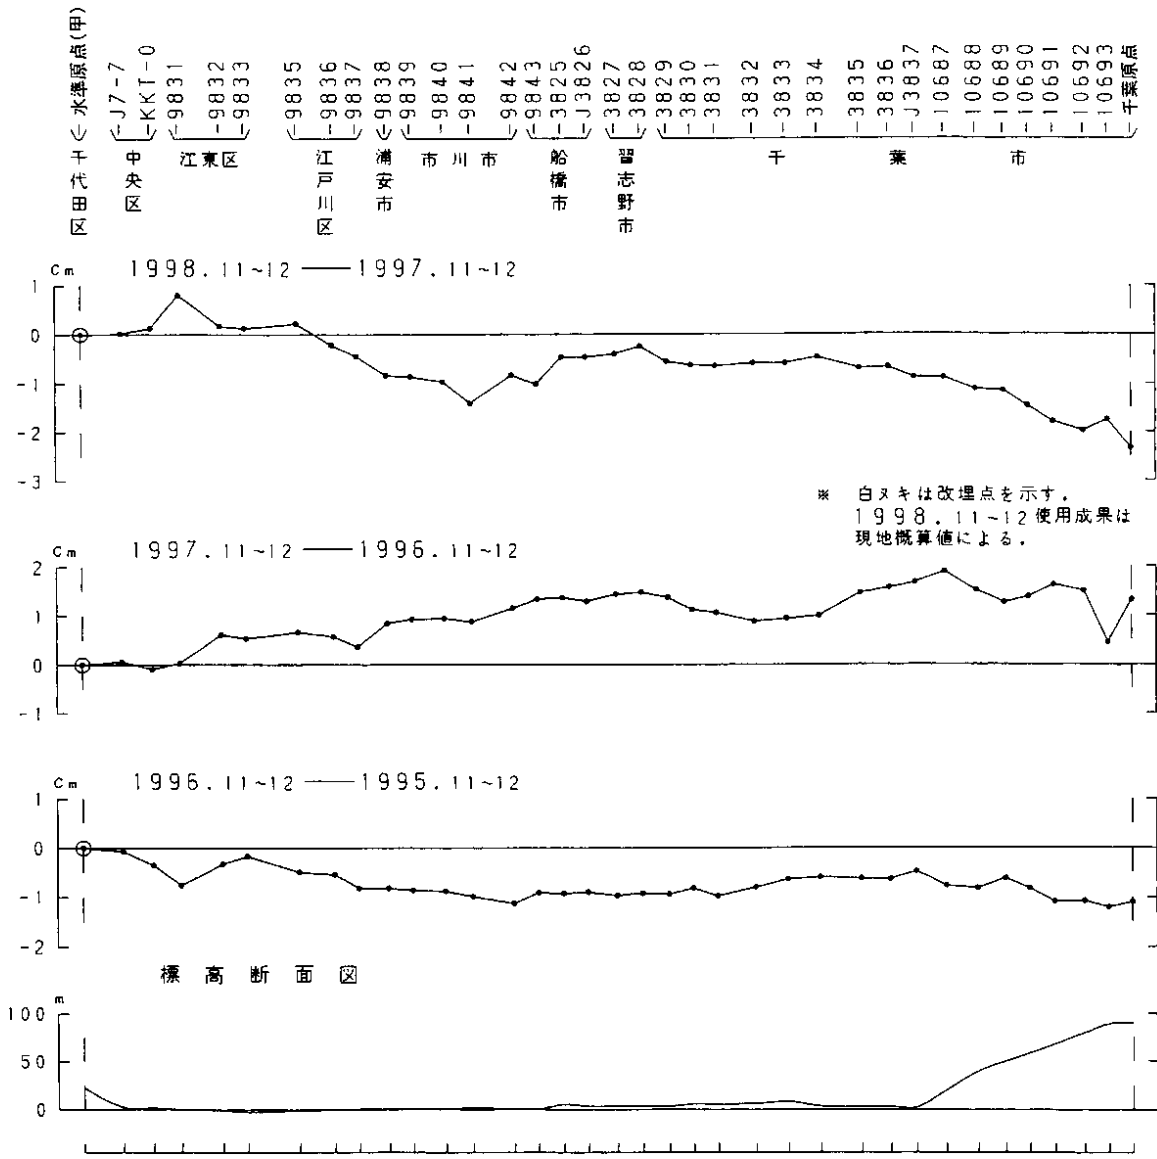 水準原点(甲)
J7-7
KKT-0
9831
9832
9833
9835
9836
9837
9838
9839
9840
9841
9842
9843
3825
J3826
3827
3828
3829
3830
3831
3832
3833
3834
3835
3836
J3837
10687
10688
10689
10690
10691
10692
10693
千葉原点
千代田区
中央区
江東区
江戸川区
浦安市
市川市
船橋市
習志野市
千葉市
Cm 1998.11~12 ― 1997.11~12
1
0
-1
-2
-3
※ 白ヌキは改埋点を示す.
1998.11~12使用成果は
現地概算値による.
Cm 1997.11~12 ― 1996.11~12
2
1
0
-1
Cm 1996.11~12 ― 1995.11~12
1
0
-1
-2
標高断面図
m
100
50
0